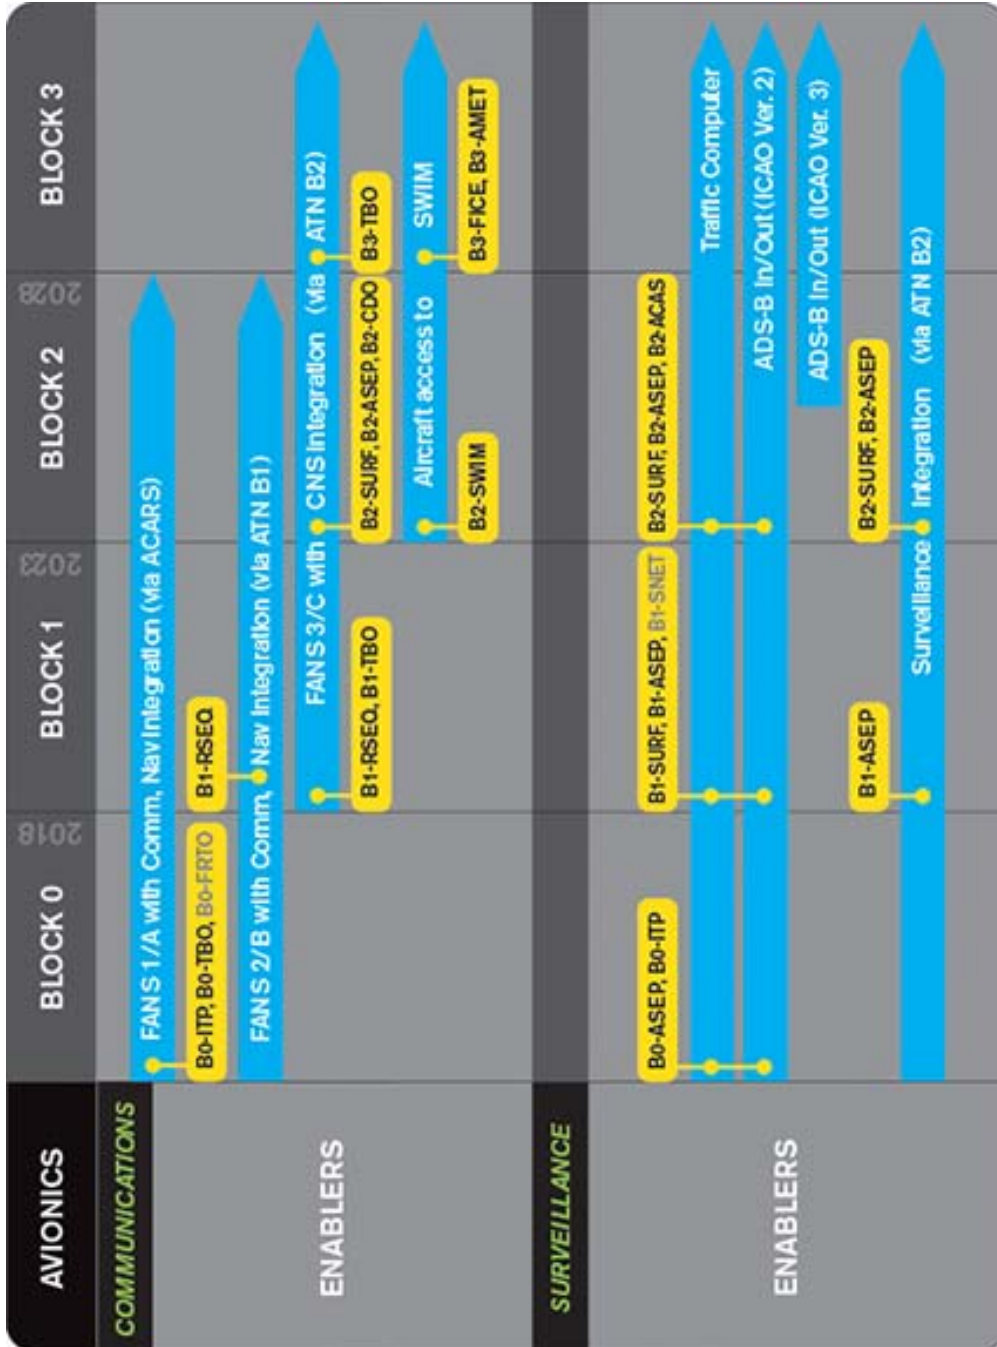 AVIONICS
BLOCK 0
2018
BLOCK 1
2023
BLOCK 2
2028
BLOCK 3
COMMUNICATIONS
ENABLERS
FANS 1/A with Comm, Nav Integration (via ACARS)
B0-ITP, B0-TBO, B0-FRTO
B1-RSEQ
FANS 2/B with Comm, Nav Integration (via ATN B1)
FANS 3/C with CNS Integration (via ATN B2)
B1-RSEQ, B1-TBO
B2-SURF, B2-ASEP, B2-CDO
B3-TBO
Aircraft access to SWIM
B2-SWIM
B3-FICE, B3-AMET
SURVEILLANCE
ENABLERS
B0-ASEP, B0-ITP
B1-SURF, B1-ASEP, B1-SNET
B2-SURF, B2-ASEP, B2-ACAS
Traffic Computer
ADS-B In/Out (ICAO Ver. 2)
ADS-B In/Out (ICAO Ver. 3)
B1-ASEP
B2-SURF, B2-ASEP
Surveillance Integration (via ATN B2)